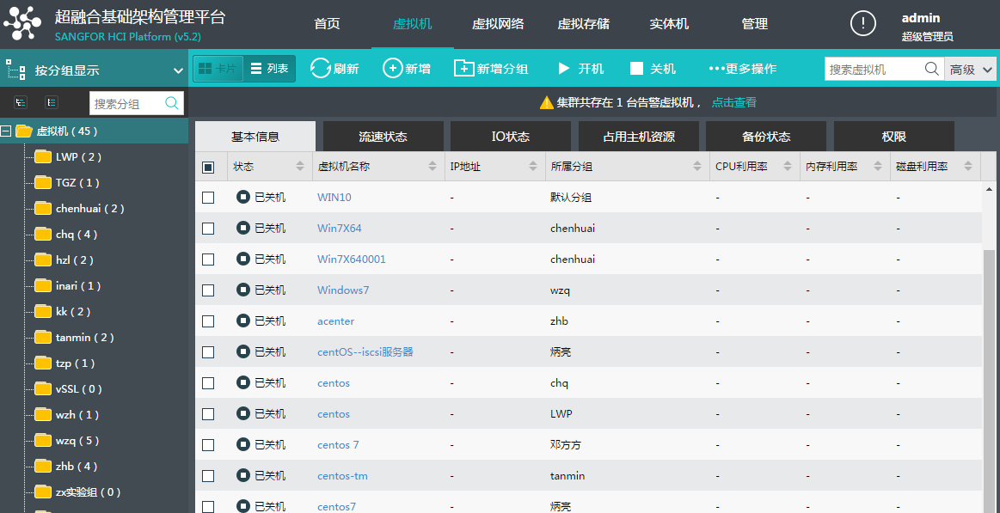 超融合基础架构管理平台
SANGFOR HCI Platform (v5.2)
首页 虚拟机 虚拟网络 虚拟存储 实体机 管理
admin
超级管理员
按分组显示
卡片 列表 刷新 新增 新增分组 开机 关机 •••更多操作 搜索虚拟机 高级
搜索分组
集群共存在 1 台告警虚拟机， 点击查看
虚拟机 ( 45 )
LWP ( 2 )
TGZ ( 1 )
chenhuai ( 2 )
chq ( 4 )
hzl ( 2 )
inari ( 1 )
kk ( 2 )
tanmin ( 2 )
tzp ( 1 )
vSSL ( 0 )
wzh ( 1 )
wzq ( 5 )
zhb ( 4 )
zx实验组 ( 0 )
基本信息 流速状态 IO状态 占用主机资源 备份状态 权限
状态 虚拟机名称 IP地址 所属分组 CPU利用率 内存利用率 磁盘利用率
已关机 WIN10 - 默认分组 - - -
已关机 Win7X64 - chenhuai - - -
已关机 Win7X640001 - chenhuai - - -
已关机 Windows7 - wzq - - -
已关机 acenter - zhb - - -
已关机 centOS--iscsi服务器 - 炳亮 - - -
已关机 centos - chq - - -
已关机 centos - LWP - - -
已关机 centos 7 - 邓方方 - - -
已关机 centos-tm - tanmin - - -
已关机 centos7 - 炳亮 - - -